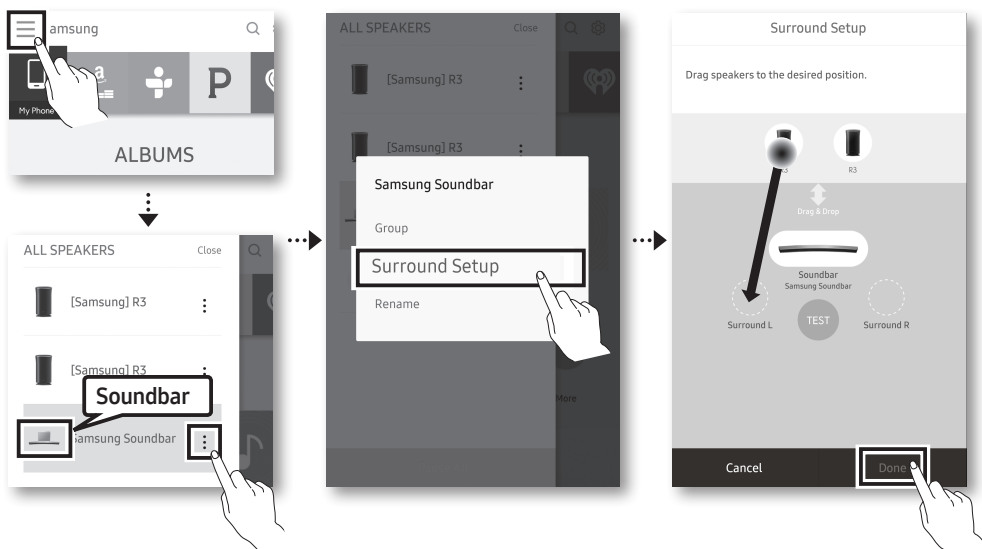 amsung
a
P
My Phone
ALBUMS
ALL SPEAKERS
Close
[Samsung] R3
[Samsung] R3
Soundbar
Samsung Soundbar
ALL SPEAKERS
Close
[Samsung] R3
[Samsung] R3
Samsung Soundbar
Group
Surround Setup
Rename
More
Surround Setup
Drag speakers to the desired position.
R3
R3
Drag & Drop
Soundbar
Samsung Soundbar
Surround L
TEST
Surround R
Cancel
Done